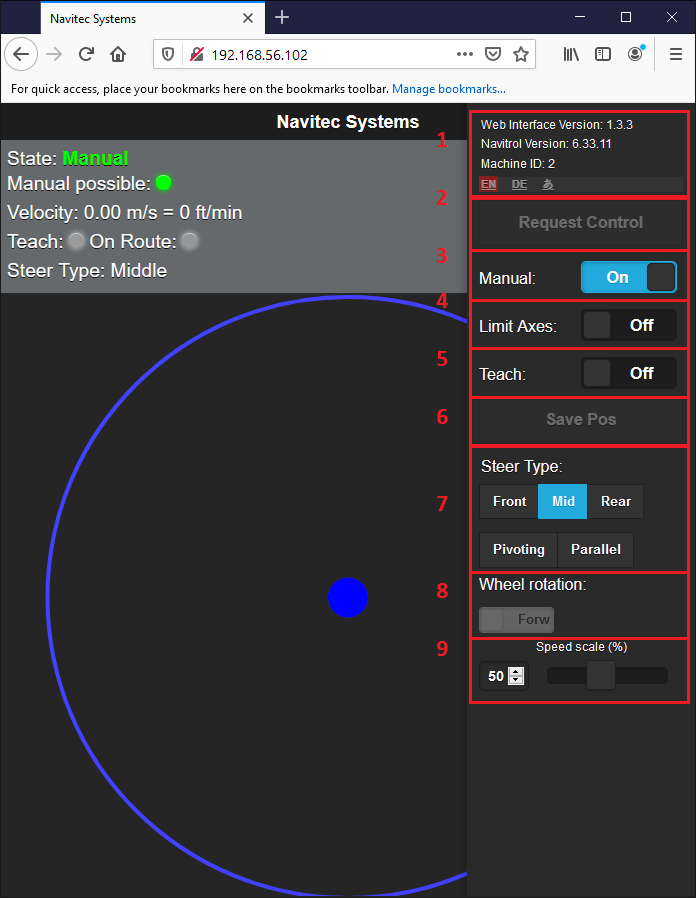 Navitec Systems
192.168.56.102
For quick access, place your bookmarks here on the bookmarks toolbar. Manage bookmarks...
Navitec Systems
State: Manual
Manual possible:
Velocity: 0.00 m/s = 0 ft/min
Teach: On Route:
Steer Type: Middle
1
2
3
4
5
6
7
8
9
Web Interface Version: 1.3.3
Navitrol Version: 6.33.11
Machine ID: 2
EN DE あ
Request Control
Manual: On
Limit Axes: Off
Teach: Off
Save Pos
Steer Type:
Front Mid Rear
Pivoting Parallel
Wheel rotation:
Forw
Speed scale (%)
50